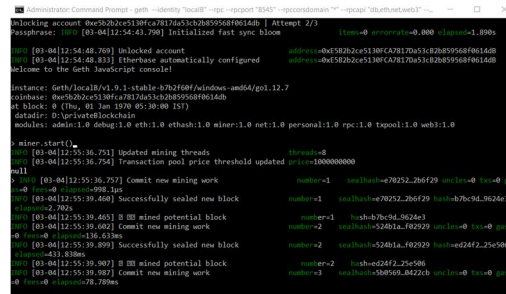 Administrator: Command Prompt - geth --identity "localB" --rpc --rpcport "8545" --rpccorsdomain "*" --rpcapi "db,eth,net,web3" --...
Unlocking account 0xe5b2b2ce5130fca7817da53cb2b859568f0614db | Attempt 2/3
Passphrase: INFO [03-04|12:54:43.790] Initialized fast sync bloom items=0 errorrate=0.000 elapsed=1.890s
INFO [03-04|12:54:48.769] Unlocked account address=0xE5B2b2ce5130FCA7817Da53cB2b859568f0614dB
INFO [03-04|12:54:48.833] Etherbase automatically configured address=0xE5B2b2ce5130FCA7817Da53cB2b859568f0614dB
Welcome to the Geth JavaScript console!
instance: Geth/localB/v1.9.1-stable-b7b2f60f/windows-amd64/go1.12.7
coinbase: 0xe5b2b2ce5130fca7817da53cb2b859568f0614db
at block: 0 (Thu, 01 Jan 1970 05:30:00 IST)
datadir: D:\privateBlockchain
modules: admin:1.0 debug:1.0 eth:1.0 ethash:1.0 miner:1.0 net:1.0 personal:1.0 rpc:1.0 txpool:1.0 web3:1.0
> miner.start()
INFO [03-04|12:55:36.751] Updated mining threads threads=8
INFO [03-04|12:55:36.754] Transaction pool price threshold updated price=1000000000
null
> INFO [03-04|12:55:36.757] Commit new mining work number=1 sealhash=e70252…2b6f29 uncles=0 txs=0
as=0 fees=0 elapsed=998.1µs
INFO [03-04|12:55:39.460] Successfully sealed new block number=1 sealhash=e70252…2b6f29 hash=b7bc9d…9624e
elapsed=2.702s
INFO [03-04|12:55:39.465] mined potential block number=1 hash=b7bc9d…9624e3
INFO [03-04|12:55:39.602] Commit new mining work number=2 sealhash=524b1a…f02929 uncles=0 txs=0 ga
=0 fees=0 elapsed=136.633ms
INFO [03-04|12:55:39.899] Successfully sealed new block number=2 sealhash=524b1a…f02929 hash=ed24f2…25e506
elapsed=433.838ms
INFO [03-04|12:55:39.907] mined potential block number=2 hash=ed24f2…25e506
INFO [03-04|12:55:39.987] Commit new mining work number=3 sealhash=5b0569…0422cb uncles=0 txs=0 ga
=0 fees=0 elapsed=78.789ms